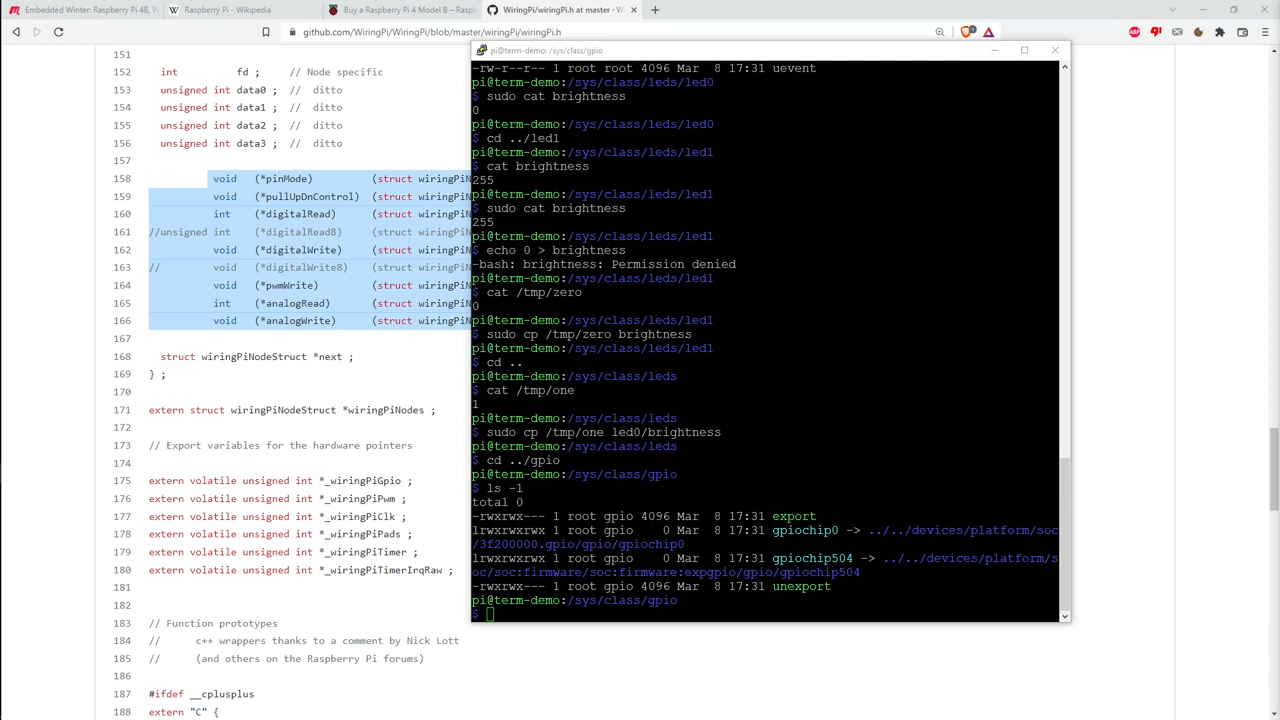 Embedded Winter: Raspberry Pi 4B, W
Raspberry Pi - Wikipedia
Buy a Raspberry Pi 4 Model B – Raspb
WiringPi/wiringPi.h at master · W
github.com/WiringPi/WiringPi/blob/master/wiringPi/wiringPi.h
151
152 int fd ; // Node specific
153 unsigned int data0 ; // ditto
154 unsigned int data1 ; // ditto
155 unsigned int data2 ; // ditto
156 unsigned int data3 ; // ditto
157
158 void (*pinMode) (struct wiringPiN
159 void (*pullUpDnControl) (struct wiringPiN
160 int (*digitalRead) (struct wiringPiN
161 //unsigned int (*digitalRead8) (struct wiringPiN
162 void (*digitalWrite) (struct wiringPiN
163 // void (*digitalWrite8) (struct wiringPiN
164 void (*pwmWrite) (struct wiringPiN
165 int (*analogRead) (struct wiringPiN
166 void (*analogWrite) (struct wiringPiN
167
168 struct wiringPiNodeStruct *next ;
169 } ;
170
171 extern struct wiringPiNodeStruct *wiringPiNodes ;
172
173 // Export variables for the hardware pointers
174
175 extern volatile unsigned int *_wiringPiGpio ;
176 extern volatile unsigned int *_wiringPiPwm ;
177 extern volatile unsigned int *_wiringPiClk ;
178 extern volatile unsigned int *_wiringPiPads ;
179 extern volatile unsigned int *_wiringPiTimer ;
180 extern volatile unsigned int *_wiringPiTimerIrqRaw ;
181
182
183 // Function prototypes
184 // c++ wrappers thanks to a comment by Nick Lott
185 // (and others on the Raspberry Pi forums)
186
187 #ifdef __cplusplus
188 extern "C" {
pi@term-demo: /sys/class/gpio
-rw-r--r-- 1 root root 4096 Mar 8 17:31 uevent
pi@term-demo:/sys/class/leds/led0
$ sudo cat brightness
0
pi@term-demo:/sys/class/leds/led0
$ cd ../led1
pi@term-demo:/sys/class/leds/led1
$ cat brightness
255
pi@term-demo:/sys/class/leds/led1
$ sudo cat brightness
255
pi@term-demo:/sys/class/leds/led1
$ echo 0 > brightness
-bash: brightness: Permission denied
pi@term-demo:/sys/class/leds/led1
$ cat /tmp/zero
0
pi@term-demo:/sys/class/leds/led1
$ sudo cp /tmp/zero brightness
pi@term-demo:/sys/class/leds/led1
$ cd ..
pi@term-demo:/sys/class/leds
$ cat /tmp/one
1
pi@term-demo:/sys/class/leds
$ sudo cp /tmp/one led0/brightness
pi@term-demo:/sys/class/leds
$ cd ../gpio
pi@term-demo:/sys/class/gpio
$ ls -l
total 0
-rwxrwx--- 1 root gpio 4096 Mar 8 17:31 export
lrwxrwxrwx 1 root gpio 0 Mar 8 17:31 gpiochip0 -> ../../devices/platform/soc
/3f200000.gpio/gpio/gpiochip0
lrwxrwxrwx 1 root gpio 0 Mar 8 17:31 gpiochip504 -> ../../devices/platform/s
oc/soc:firmware/soc:firmware:expgpio/gpio/gpiochip504
-rwxrwx--- 1 root gpio 4096 Mar 8 17:31 unexport
pi@term-demo:/sys/class/gpio
$